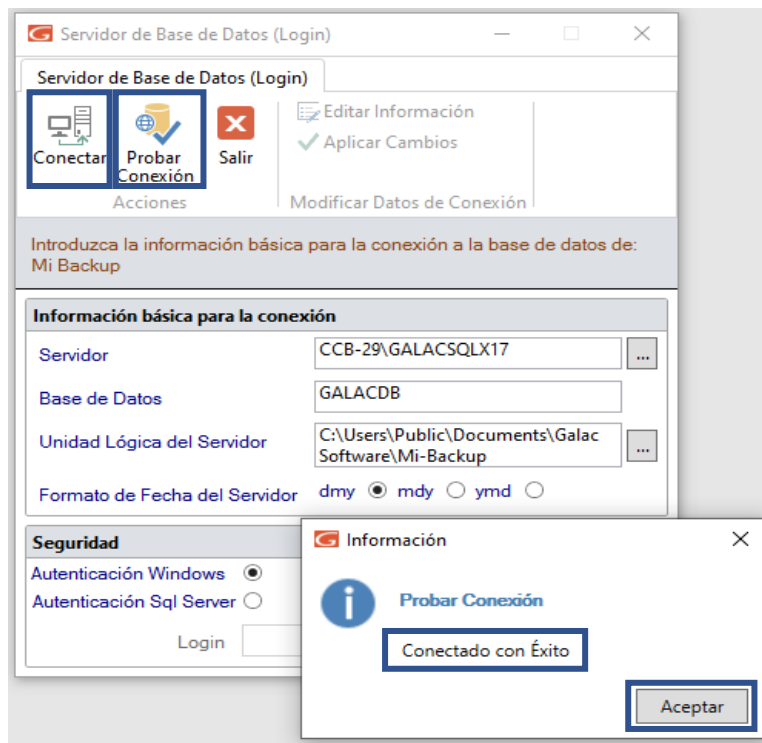 Servidor de Base de Datos (Login)
Servidor de Base de Datos (Login)
Conectar
Probar
Conexión
Salir
Editar Información
Aplicar Cambios
Acciones
Modificar Datos de Conexión
Introduzca la información básica para la conexión a la base de datos de:
Mi Backup
Información básica para la conexión
Servidor
CCB-29\GALACSQLX17
...
Base de Datos
GALACDB
Unidad Lógica del Servidor
C:\Users\Public\Documents\Galac
Software\Mi-Backup
...
Formato de Fecha del Servidor dmy mdy ymd
Seguridad
Autenticación Windows
Autenticación Sql Server
Login
Información
Probar Conexión
Conectado con Éxito
Aceptar